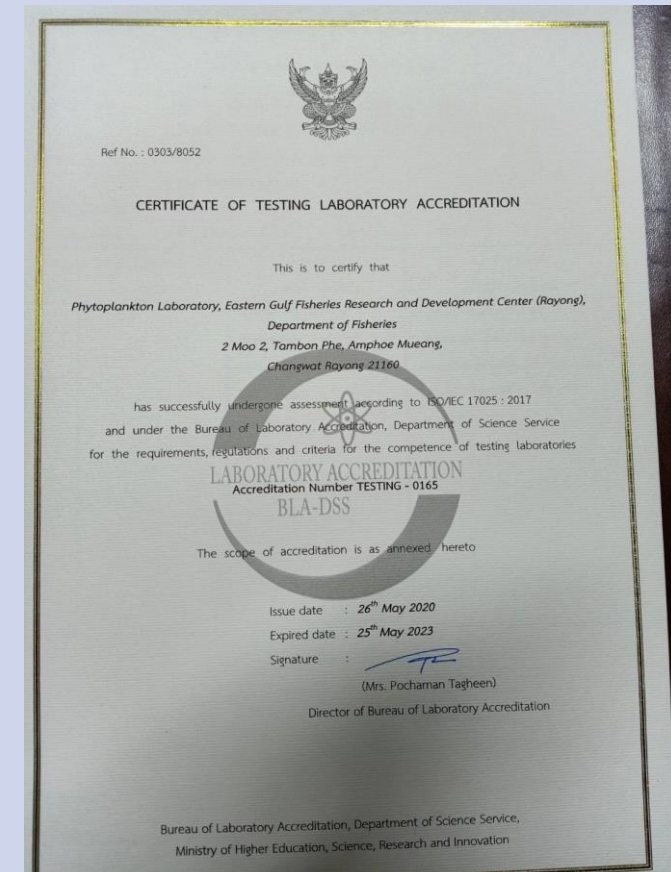 Ref No. : 0303/8052
CERTIFICATE OF TESTING LABORATORY ACCREDITATION
This is to certify that
Phytoplankton Laboratory, Eastern Gulf Fisheries Research and Development Center (Rayong),
Department of Fisheries
2 Moo 2, Tambon Phe, Amphoe Mueang,
Changwat Rayong 21160
has successfully undergone assessment according to ISO/IEC 17025 : 2017
and under the Bureau of Laboratory Accreditation, Department of Science Service
for the requirements, regulations and criteria for the competence of testing laboratories
LABORATORY ACCREDITATION
Accreditation Number TESTING - 0165
BLA-DSS
The scope of accreditation is as annexed hereto
Issue date : 26th May 2020
Expired date : 25th May 2023
Signature :
(Mrs. Pochaman Tagheen)
Director of Bureau of Laboratory Accreditation
Bureau of Laboratory Accreditation, Department of Science Service,
Ministry of Higher Education, Science, Research and Innovation